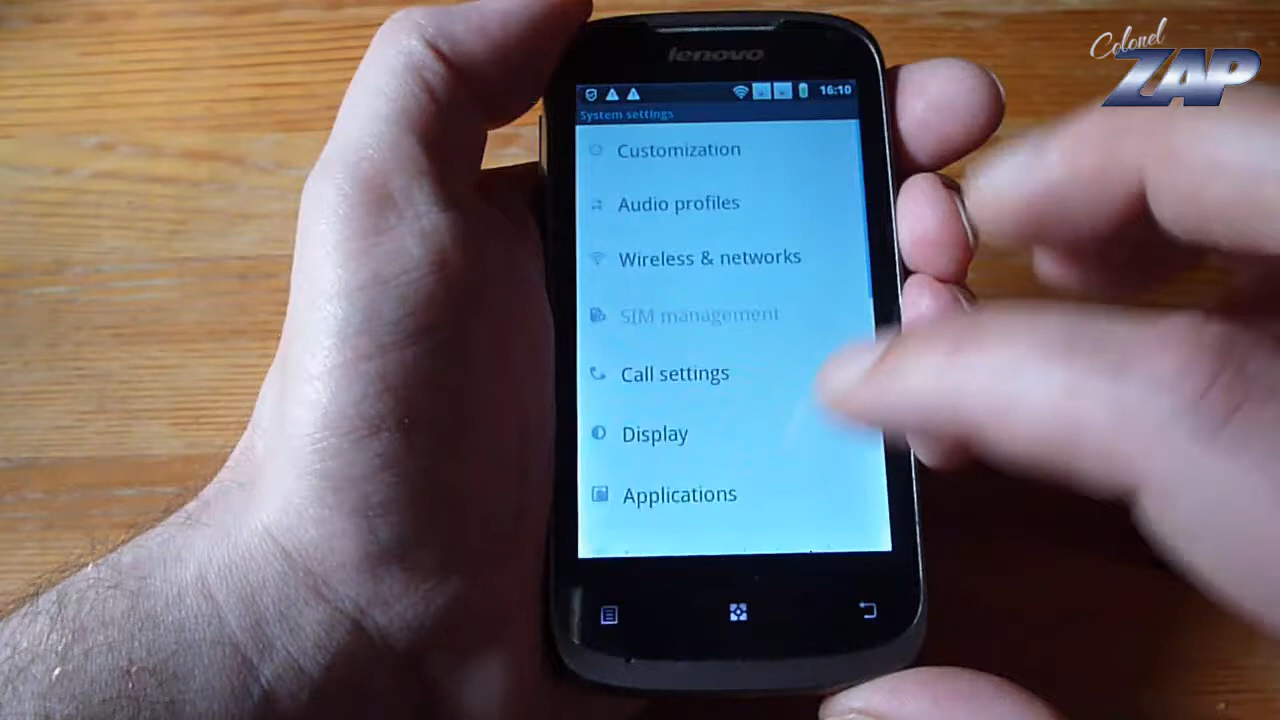 Colonel
ZAP
lenovo
16:10
System settings
Customization
Audio profiles
Wireless & networks
SIM management
Call settings
Display
Applications